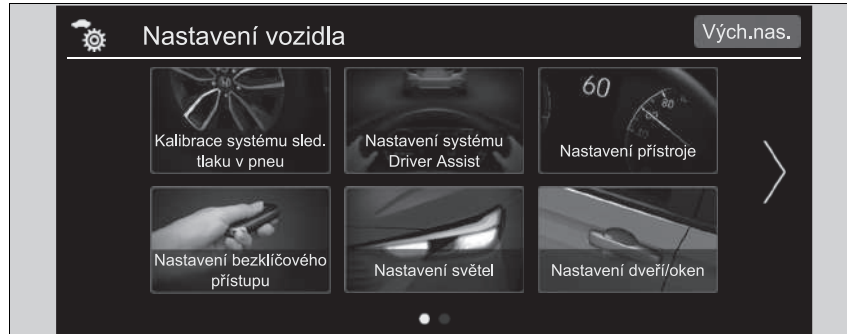 Nastavení vozidla
Vých.nas.
Kalibrace systému sled.
tlaku v pneu
Nastavení systému
Driver Assist
60
Nastavení přístroje
Nastavení bezklíčového
přístupu
Nastavení světel
Nastavení dveří/oken